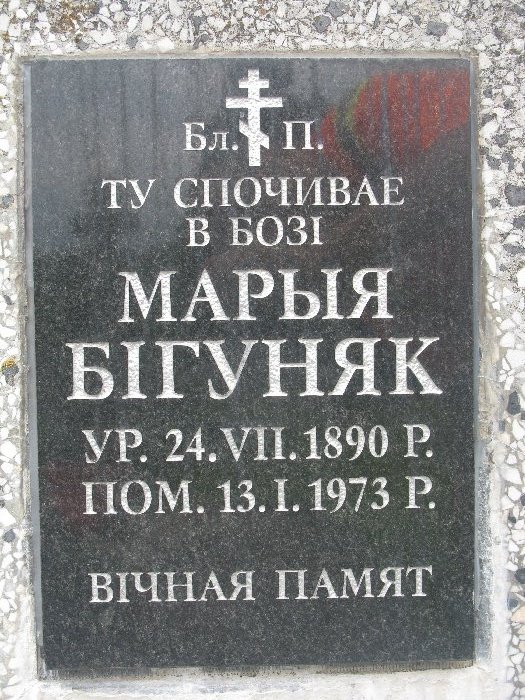 Бл. П.
ТУ СПОЧИВАЕ
В БОЗІ
МАРЫЯ
БІГУНЯК
УР. 24.VII.1890 Р.
ПОМ. 13.I.1973 Р.
ВІЧНАЯ ПАМЯТ